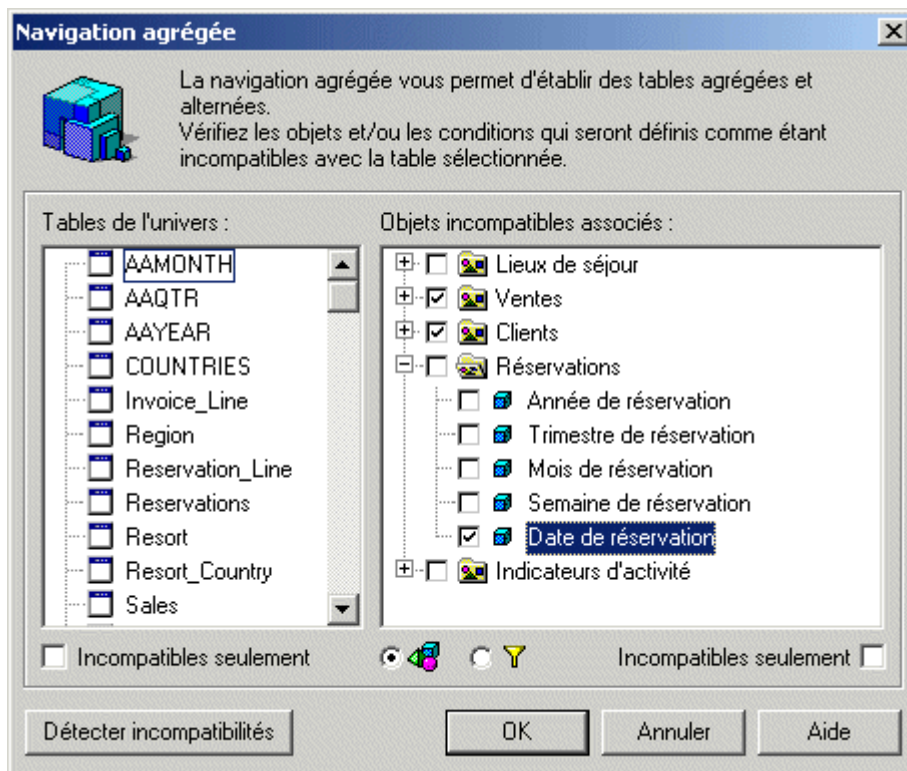 Navigation agrégée
La navigation agrégée vous permet d'établir des tables agrégées et
alternées.
Vérifiez les objets et/ou les conditions qui seront définis comme étant
incompatibles avec la table sélectionnée.
Tables de l'univers :
AAMONTH
AAQTR
AAYEAR
COUNTRIES
Invoice_Line
Region
Reservation_Line
Reservations
Resort
Resort_Country
Sales
Objets incompatibles associés :
Lieux de séjour
Ventes
Clients
Réservations
Année de réservation
Trimestre de réservation
Mois de réservation
Semaine de réservation
Date de réservation
Indicateurs d'activité
Incompatibles seulement
Incompatibles seulement
Détecter incompatibilités
OK
Annuler
Aide